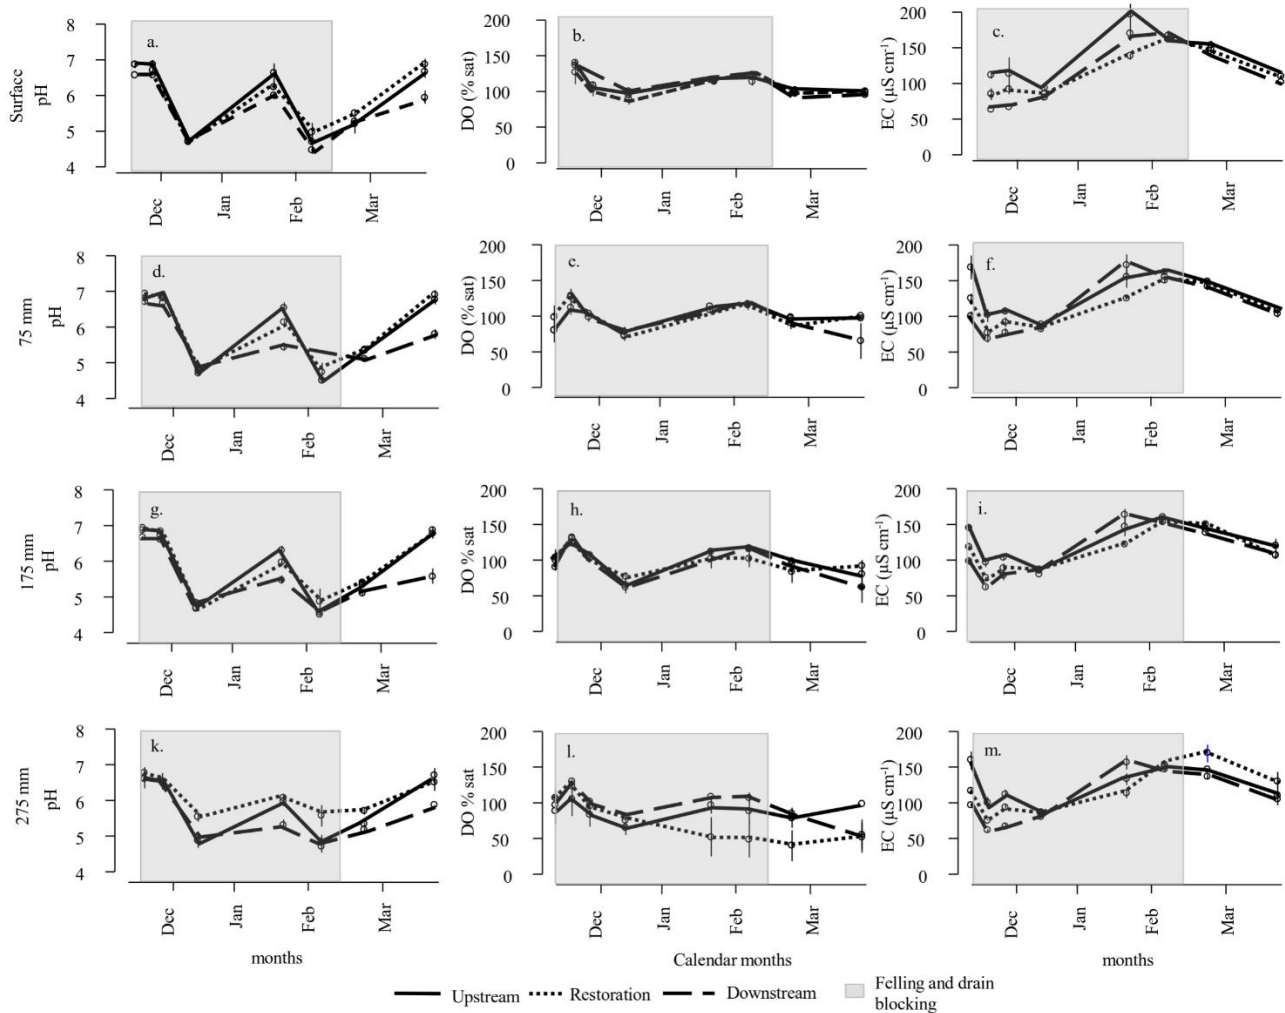 Surface
pH
8
7
6
5
4
a.
Dec
Jan
Feb
Mar
DO (% sat)
200
150
100
50
0
b.
Dec
Jan
Feb
Mar
EC (µS cm⁻¹)
200
150
100
50
0
c.
Dec
Jan
Feb
Mar
75 mm
pH
8
7
6
5
4
d.
Dec
Jan
Feb
Mar
DO (% sat)
200
150
100
50
0
e.
Dec
Jan
Feb
Mar
EC (µS cm⁻¹)
200
150
100
50
0
f.
Dec
Jan
Feb
Mar
175 mm
pH
8
7
6
5
4
g.
Dec
Jan
Feb
Mar
DO % sat
200
150
100
50
0
h.
Dec
Jan
Feb
Mar
EC (µS cm⁻¹)
200
150
100
50
0
i.
Dec
Jan
Feb
Mar
275 mm
pH
8
7
6
5
4
k.
Dec
Jan
Feb
Mar
DO % sat
200
150
100
50
0
l.
Dec
Jan
Feb
Mar
EC (µS cm⁻¹)
200
150
100
50
0
m.
Dec
Jan
Feb
Mar
months
Calendar months
months
Upstream
Restoration
Downstream
Felling and drain
blocking